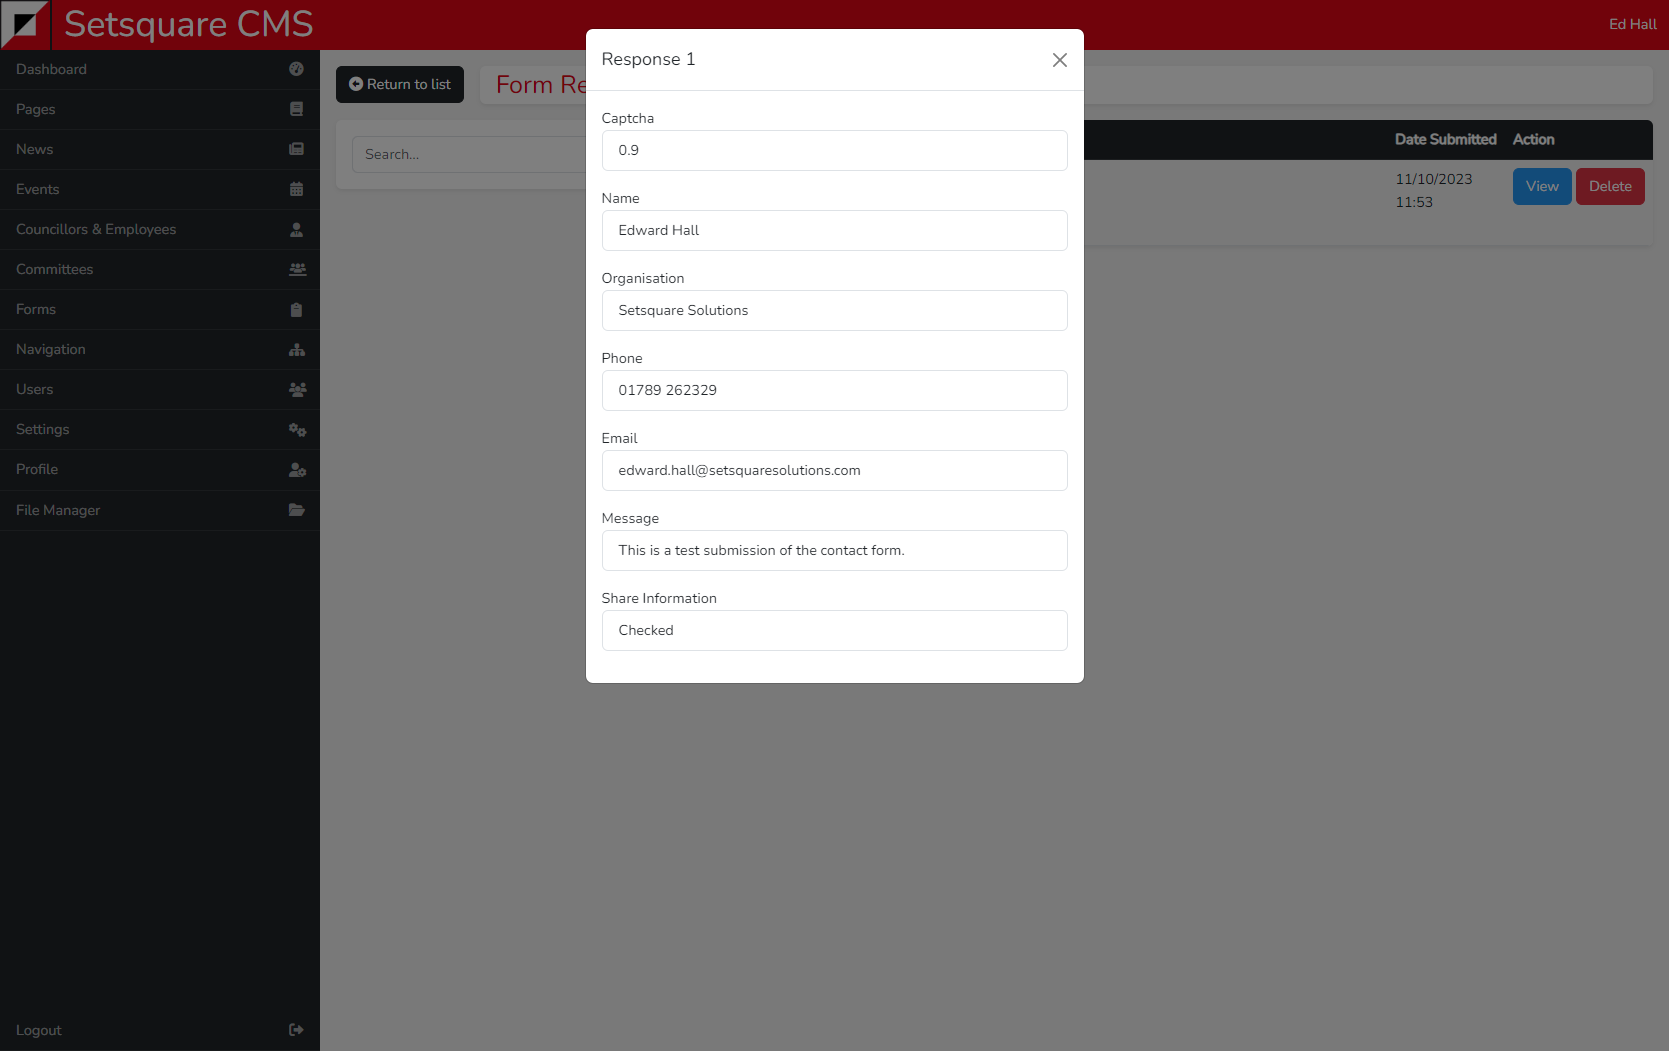 Setsquare CMS
Ed Hall
Dashboard
Pages
News
Events
Councillors & Employees
Committees
Forms
Navigation
Users
Settings
Profile
File Manager
Logout
Return to list
Form Re
Search...
Date Submitted Action
11/10/2023
11:53
View Delete
Response 1
Captcha
0.9
Name
Edward Hall
Organisation
Setsquare Solutions
Phone
01789 262329
Email
edward.hall@setsquaresolutions.com
Message
This is a test submission of the contact form.
Share Information
Checked